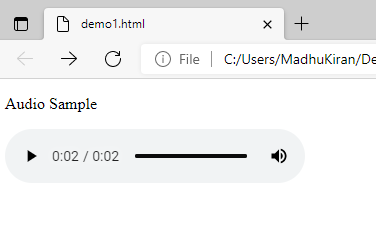 demo1.html
File | C:/Users/MadhuKiran/De
Audio Sample
0:02 / 0:02